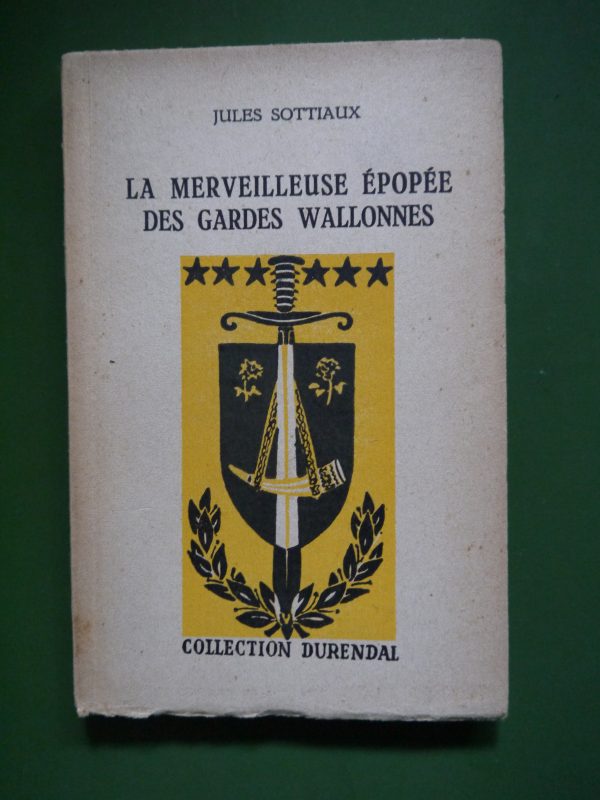 JULES SOTTIAUX
LA MERVEILLEUSE ÉPOPÉE
DES GARDES WALLONNES
COLLECTION DURENDAL